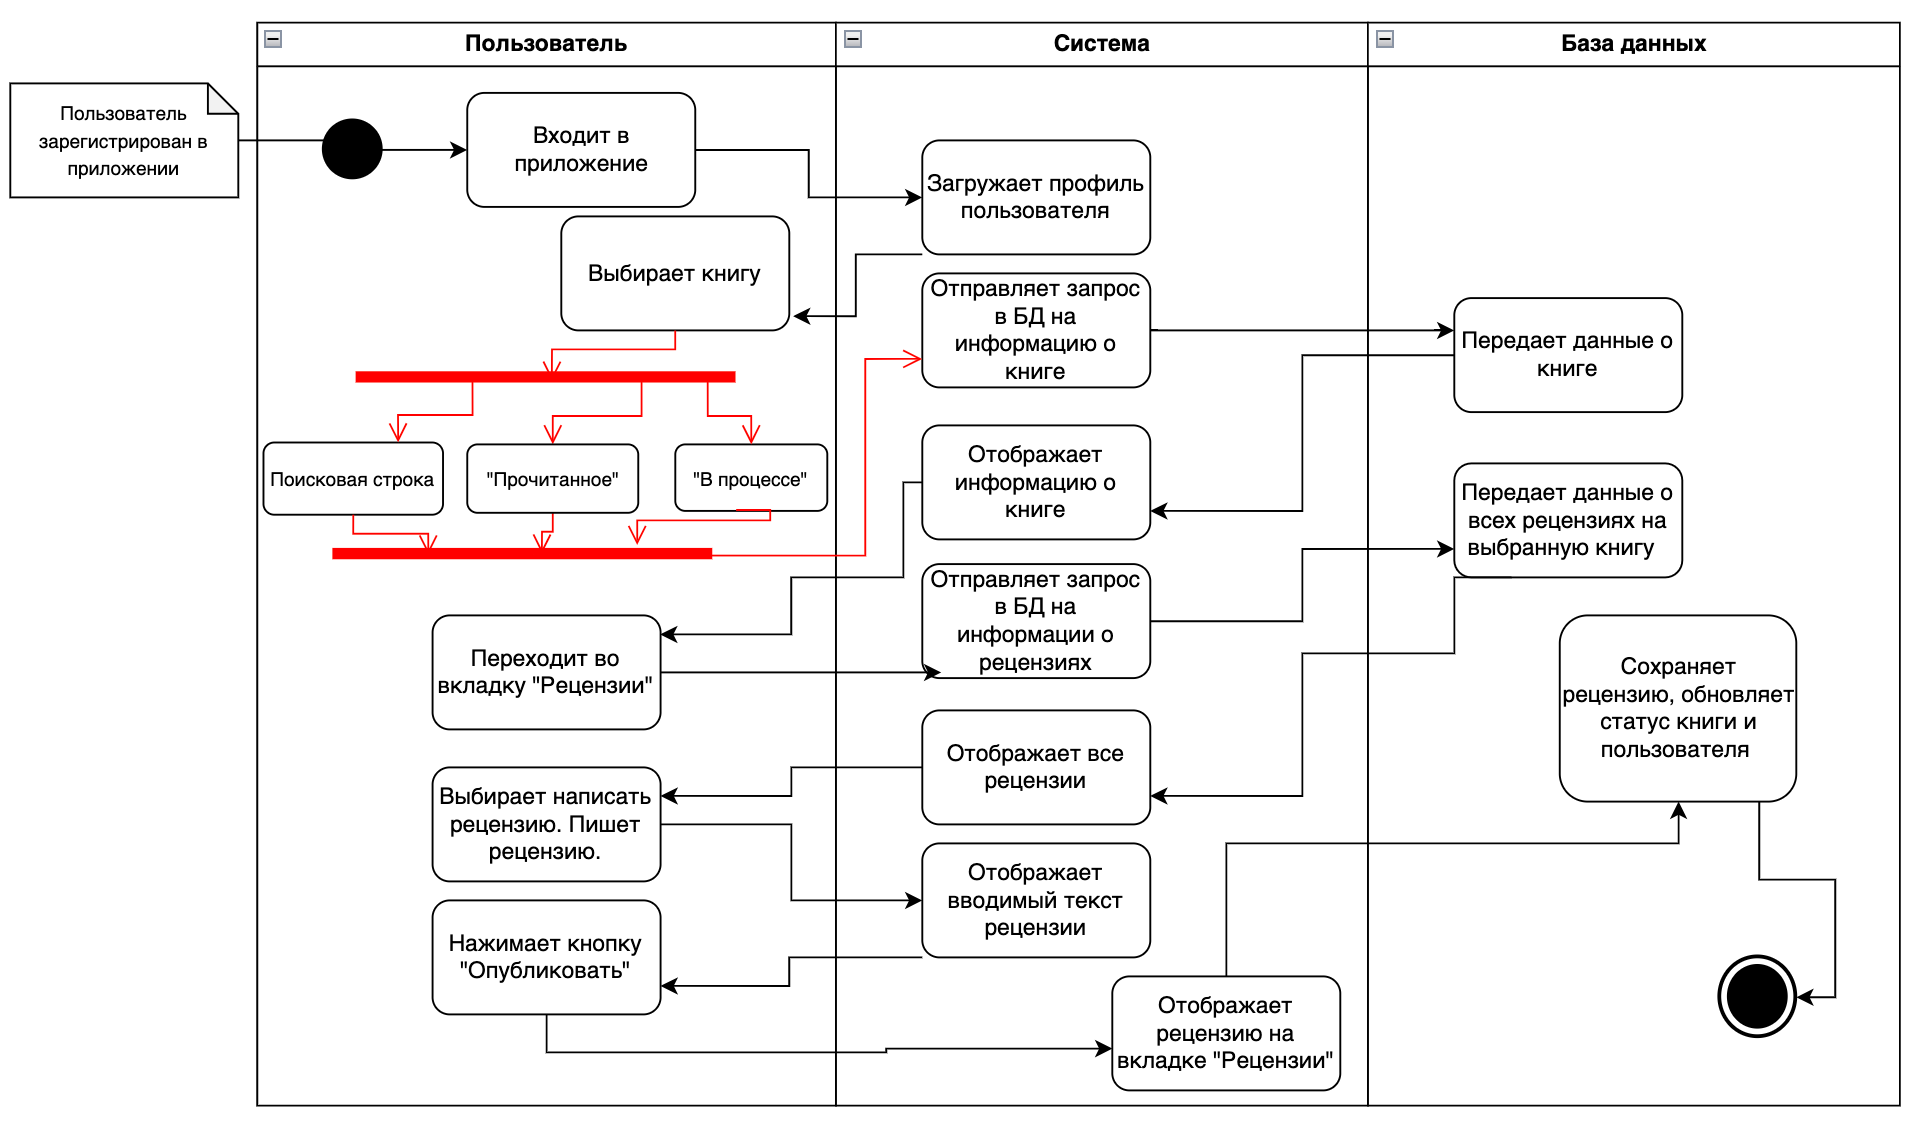 Пользователь
Система
База данных
Пользователь
зарегистрирован в
приложении
Входит в
приложение
Загружает профиль
пользователя
Выбирает книгу
Отправляет запрос
в БД на
информацию о
книге
Передает данные о
книге
Поисковая строка
"Прочитанное"
"В процессе"
Отображает
информацию о
книге
Передает данные о
всех рецензиях на
выбранную книгу
Отправляет запрос
в БД на
информации о
рецензиях
Переходит во
вкладку "Рецензии"
Сохраняет
рецензию, обновляет
статус книги и
пользователя
Отображает все
рецензии
Выбирает написать
рецензию. Пишет
рецензию.
Отображает
вводимый текст
рецензии
Нажимает кнопку
"Опубликовать"
Отображает
рецензию на
вкладке "Рецензии"